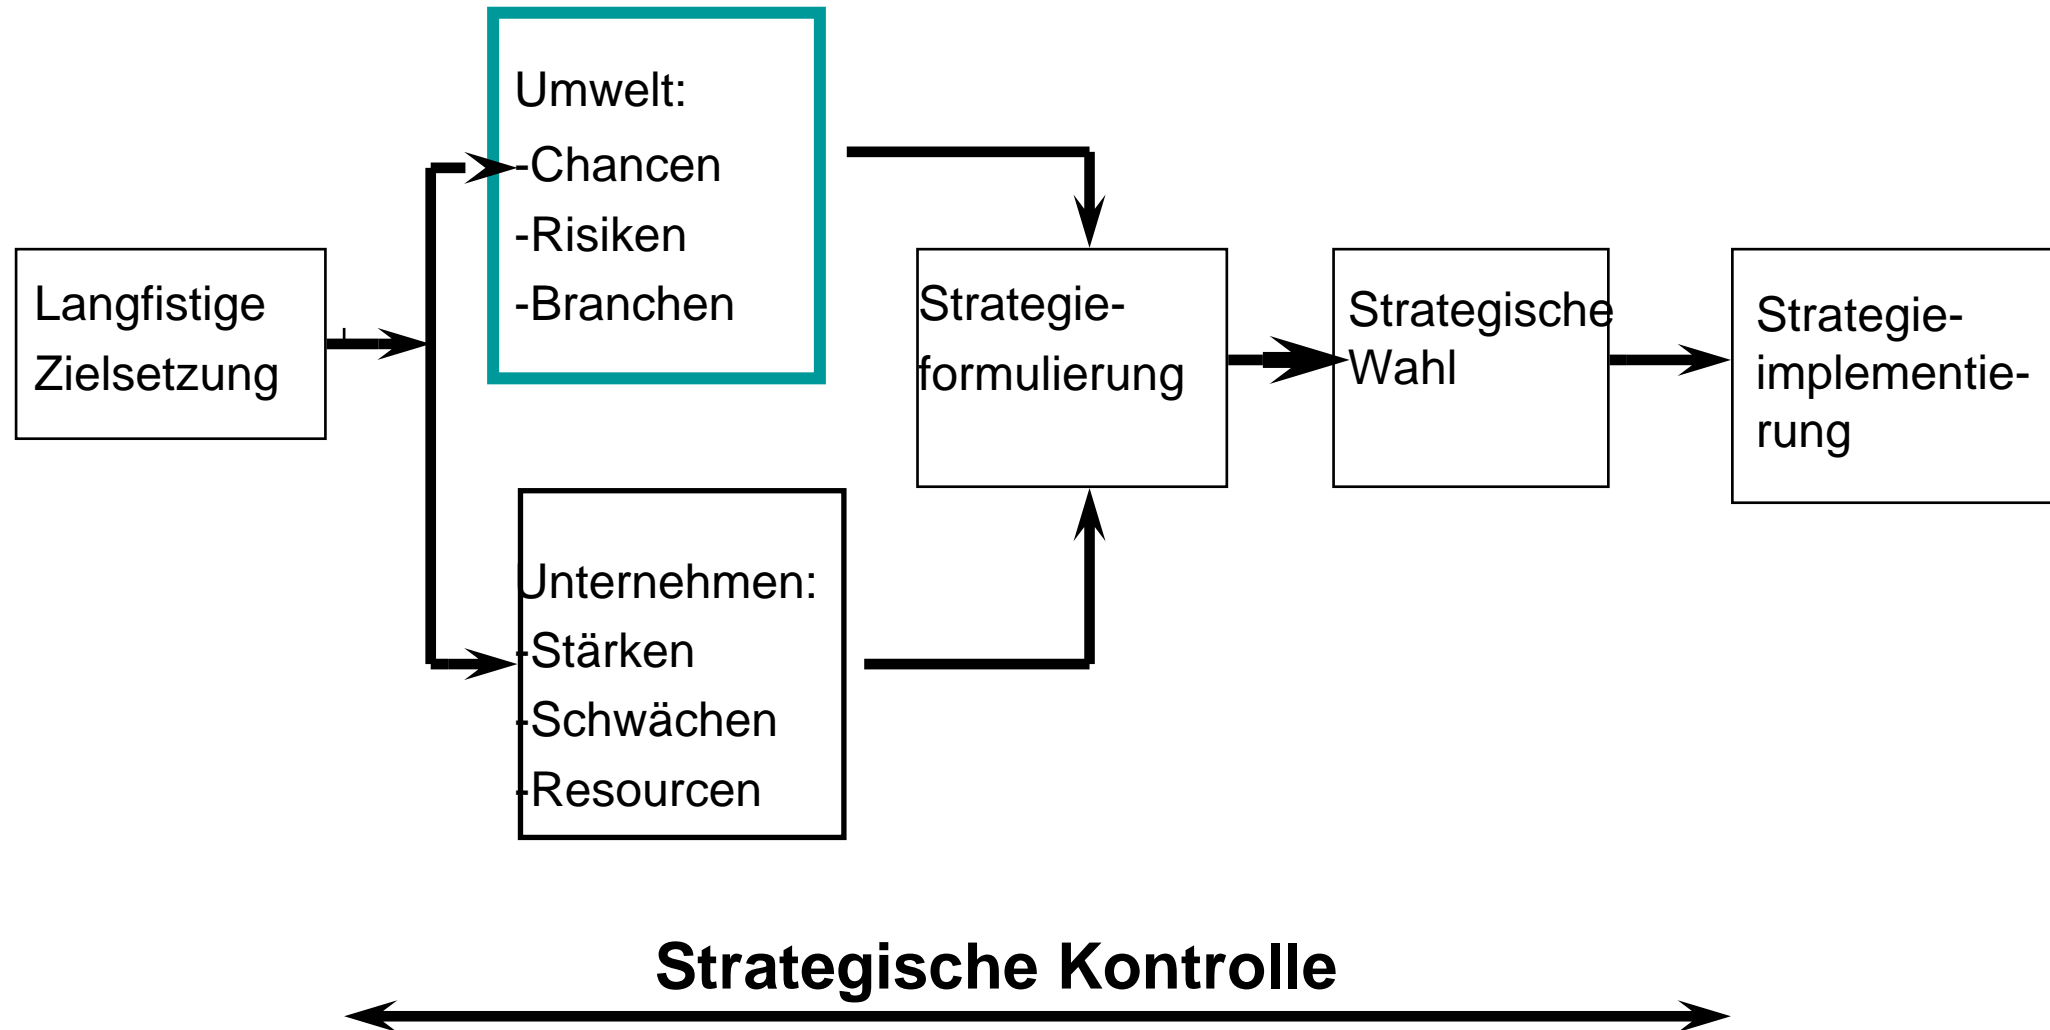 Langfistige
Zielsetzung
Umwelt:
-Chancen
-Risiken
-Branchen
Unternehmen:
-Stärken
-Schwächen
-Resourcen
Strategie-
formulierung
Strategische
Wahl
Strategie-
implementie-
rung
Strategische Kontrolle